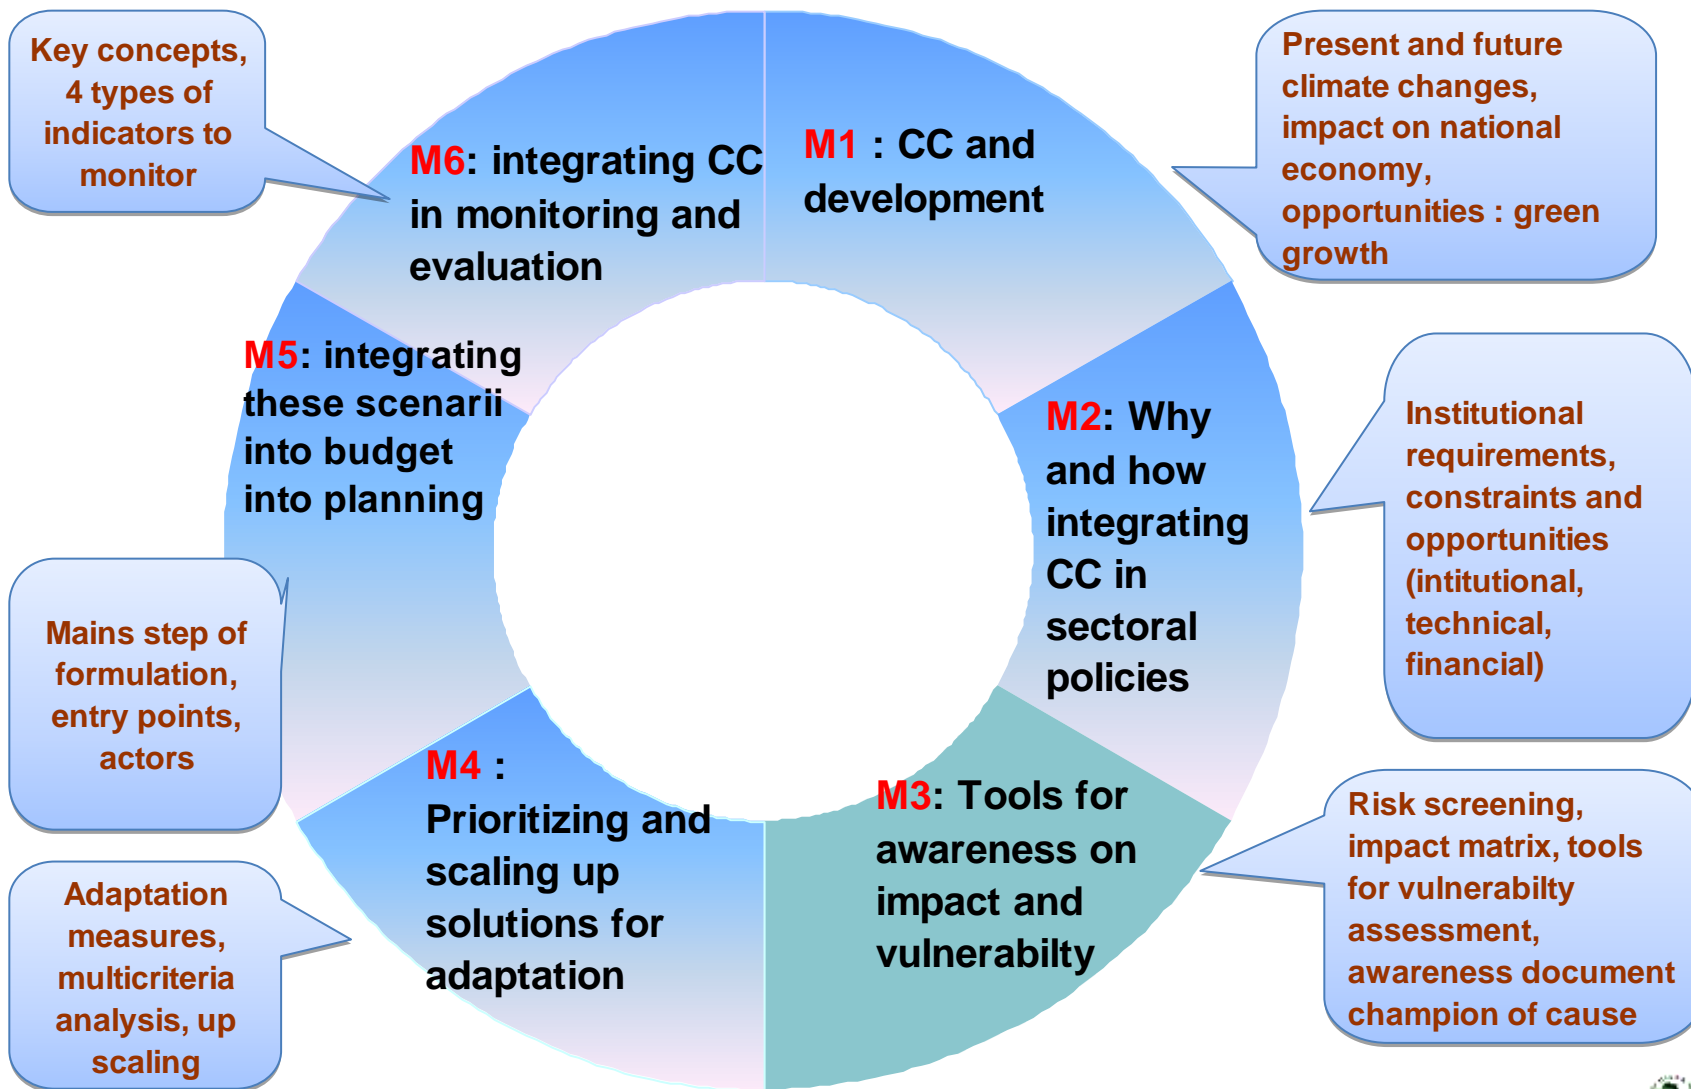 Key concepts,
4 types of
indicators to
monitor
M6: integrating CC
in monitoring and
evaluation
M1 : CC and
development
Present and future
climate changes,
impact on national
economy,
opportunities : green
growth
M5: integrating
these scenarii
into budget
into planning
M2: Why
and how
integrating
CC in
sectoral
policies
Institutional
requirements,
constraints and
opportunities
(intitutional,
technical,
financial)
Mains step of
formulation,
entry points,
actors
M4 :
Prioritizing and
scaling up
solutions for
adaptation
M3: Tools for
awareness on
impact and
vulnerabilty
Risk screening,
impact matrix, tools
for vulnerabilty
assessment,
awareness document
champion of cause
Adaptation
measures,
multicriteria
analysis, up
scaling